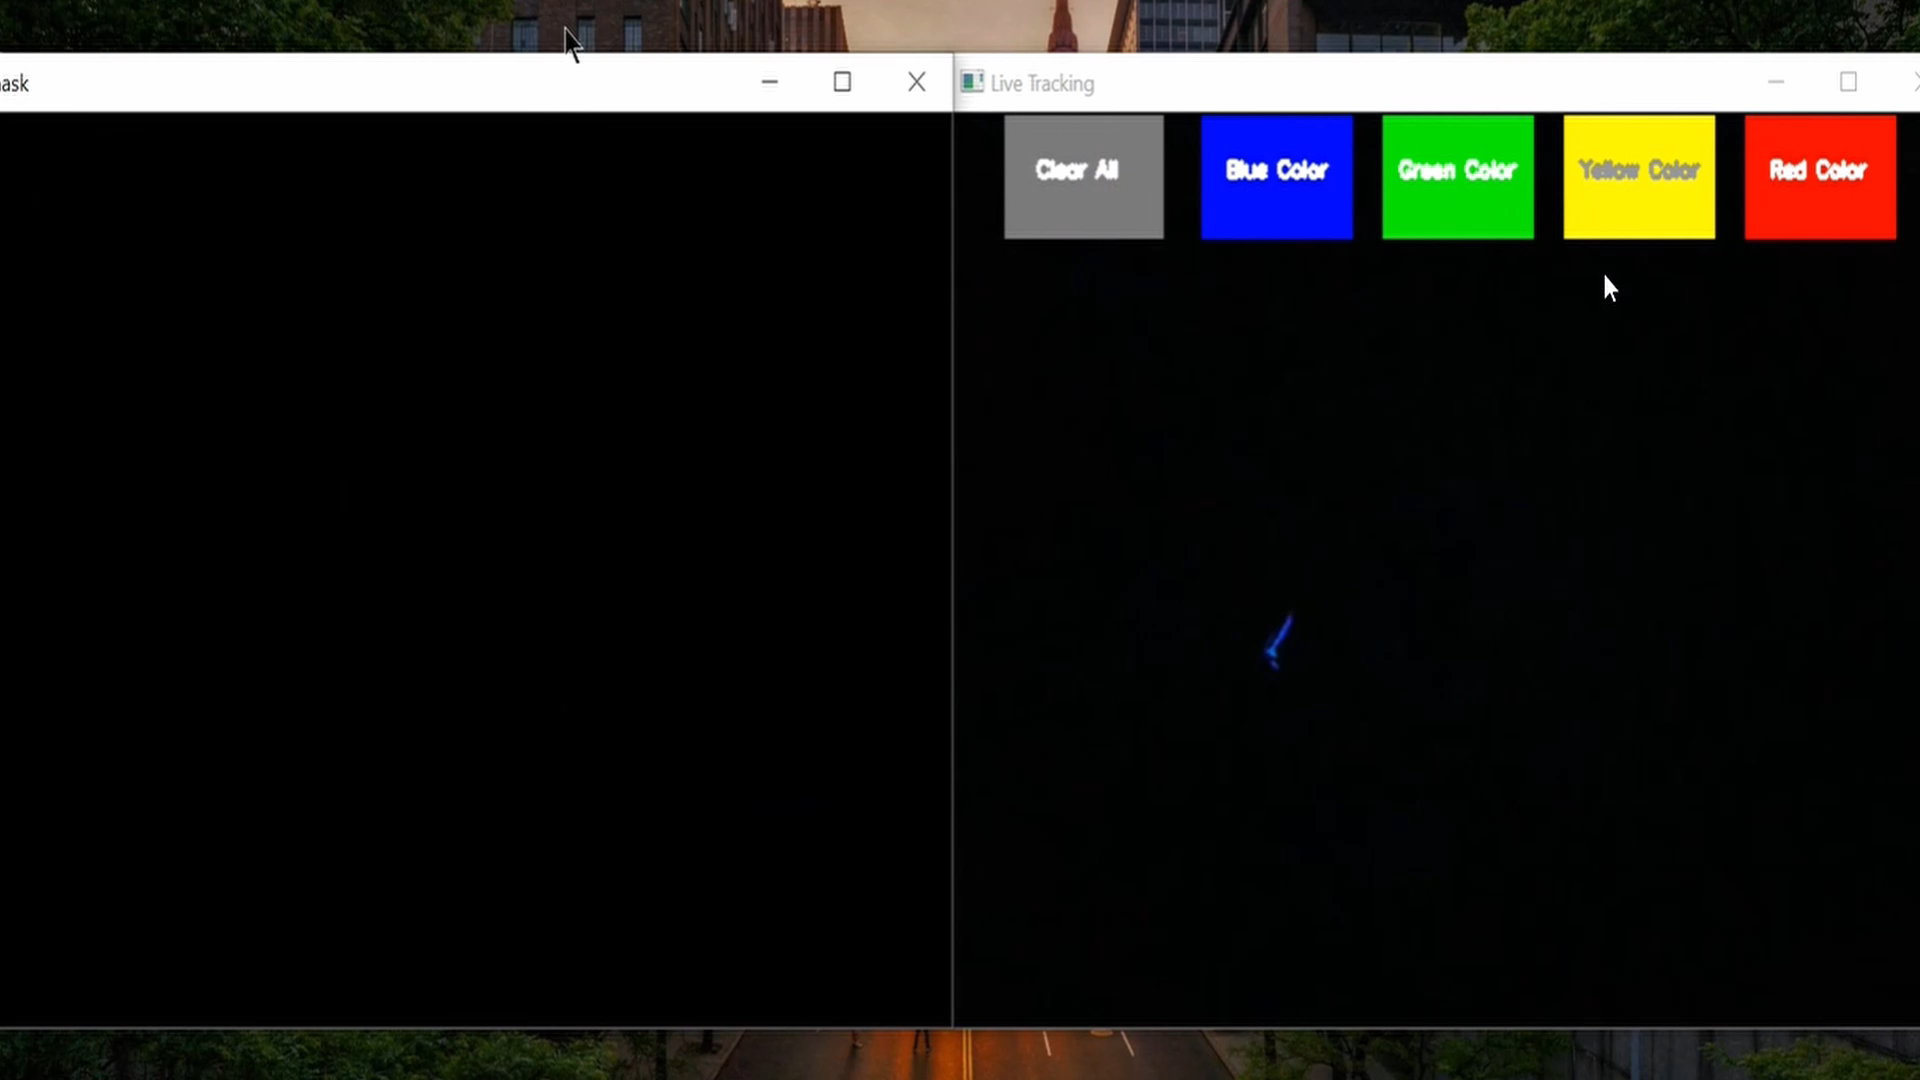 ask
Live Tracking
Clear All
Blue Color
Green Color
Yellow Color
Red Color